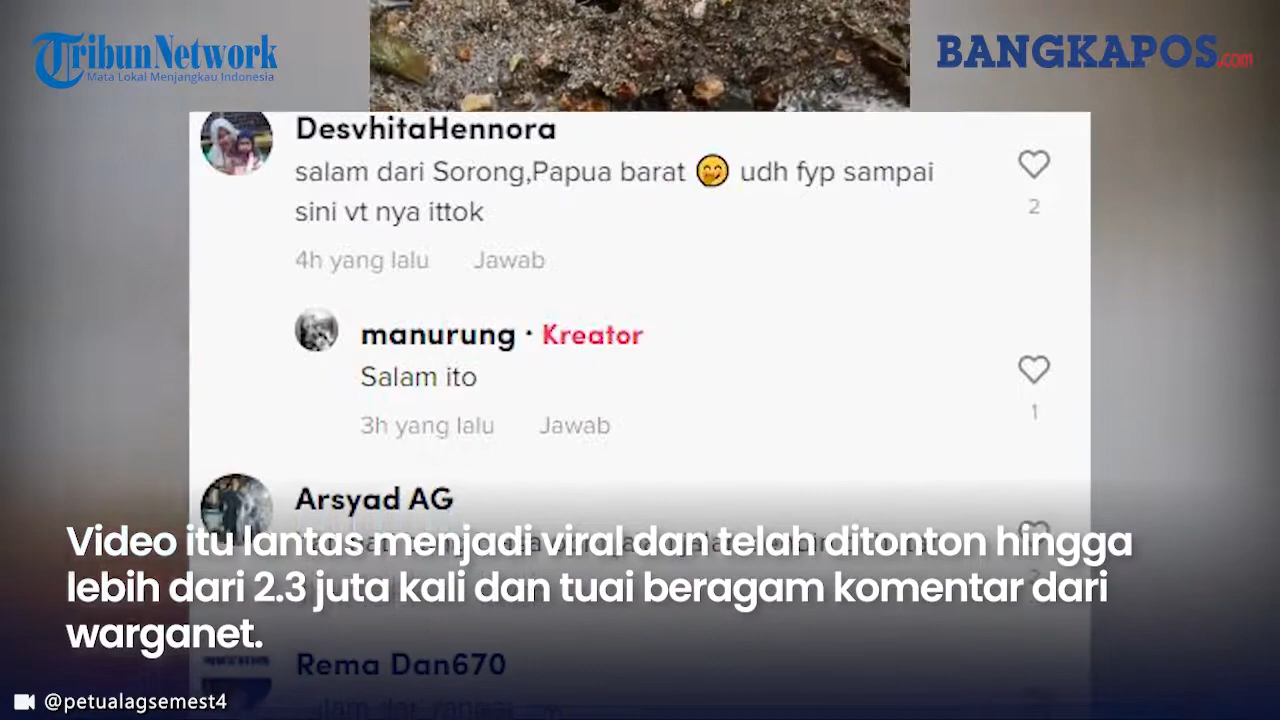 Tribun Network
Mata Lokal Menjangkau Indonesia
BANGKAPOS.com
DesvhitaHennora
salam dari Sorong,Papua barat 🤭 udh fyp sampai
sini vt nya ittok
2
4h yang lalu Jawab
manurung · Kreator
Salam ito
1
3h yang lalu Jawab
Arsyad AG
Video itu lantas menjadi viral dan telah ditonton hingga
lebih dari 2.3 juta kali dan tuai beragam komentar dari
warganet.
Rema Dan670
@petualagsemest4